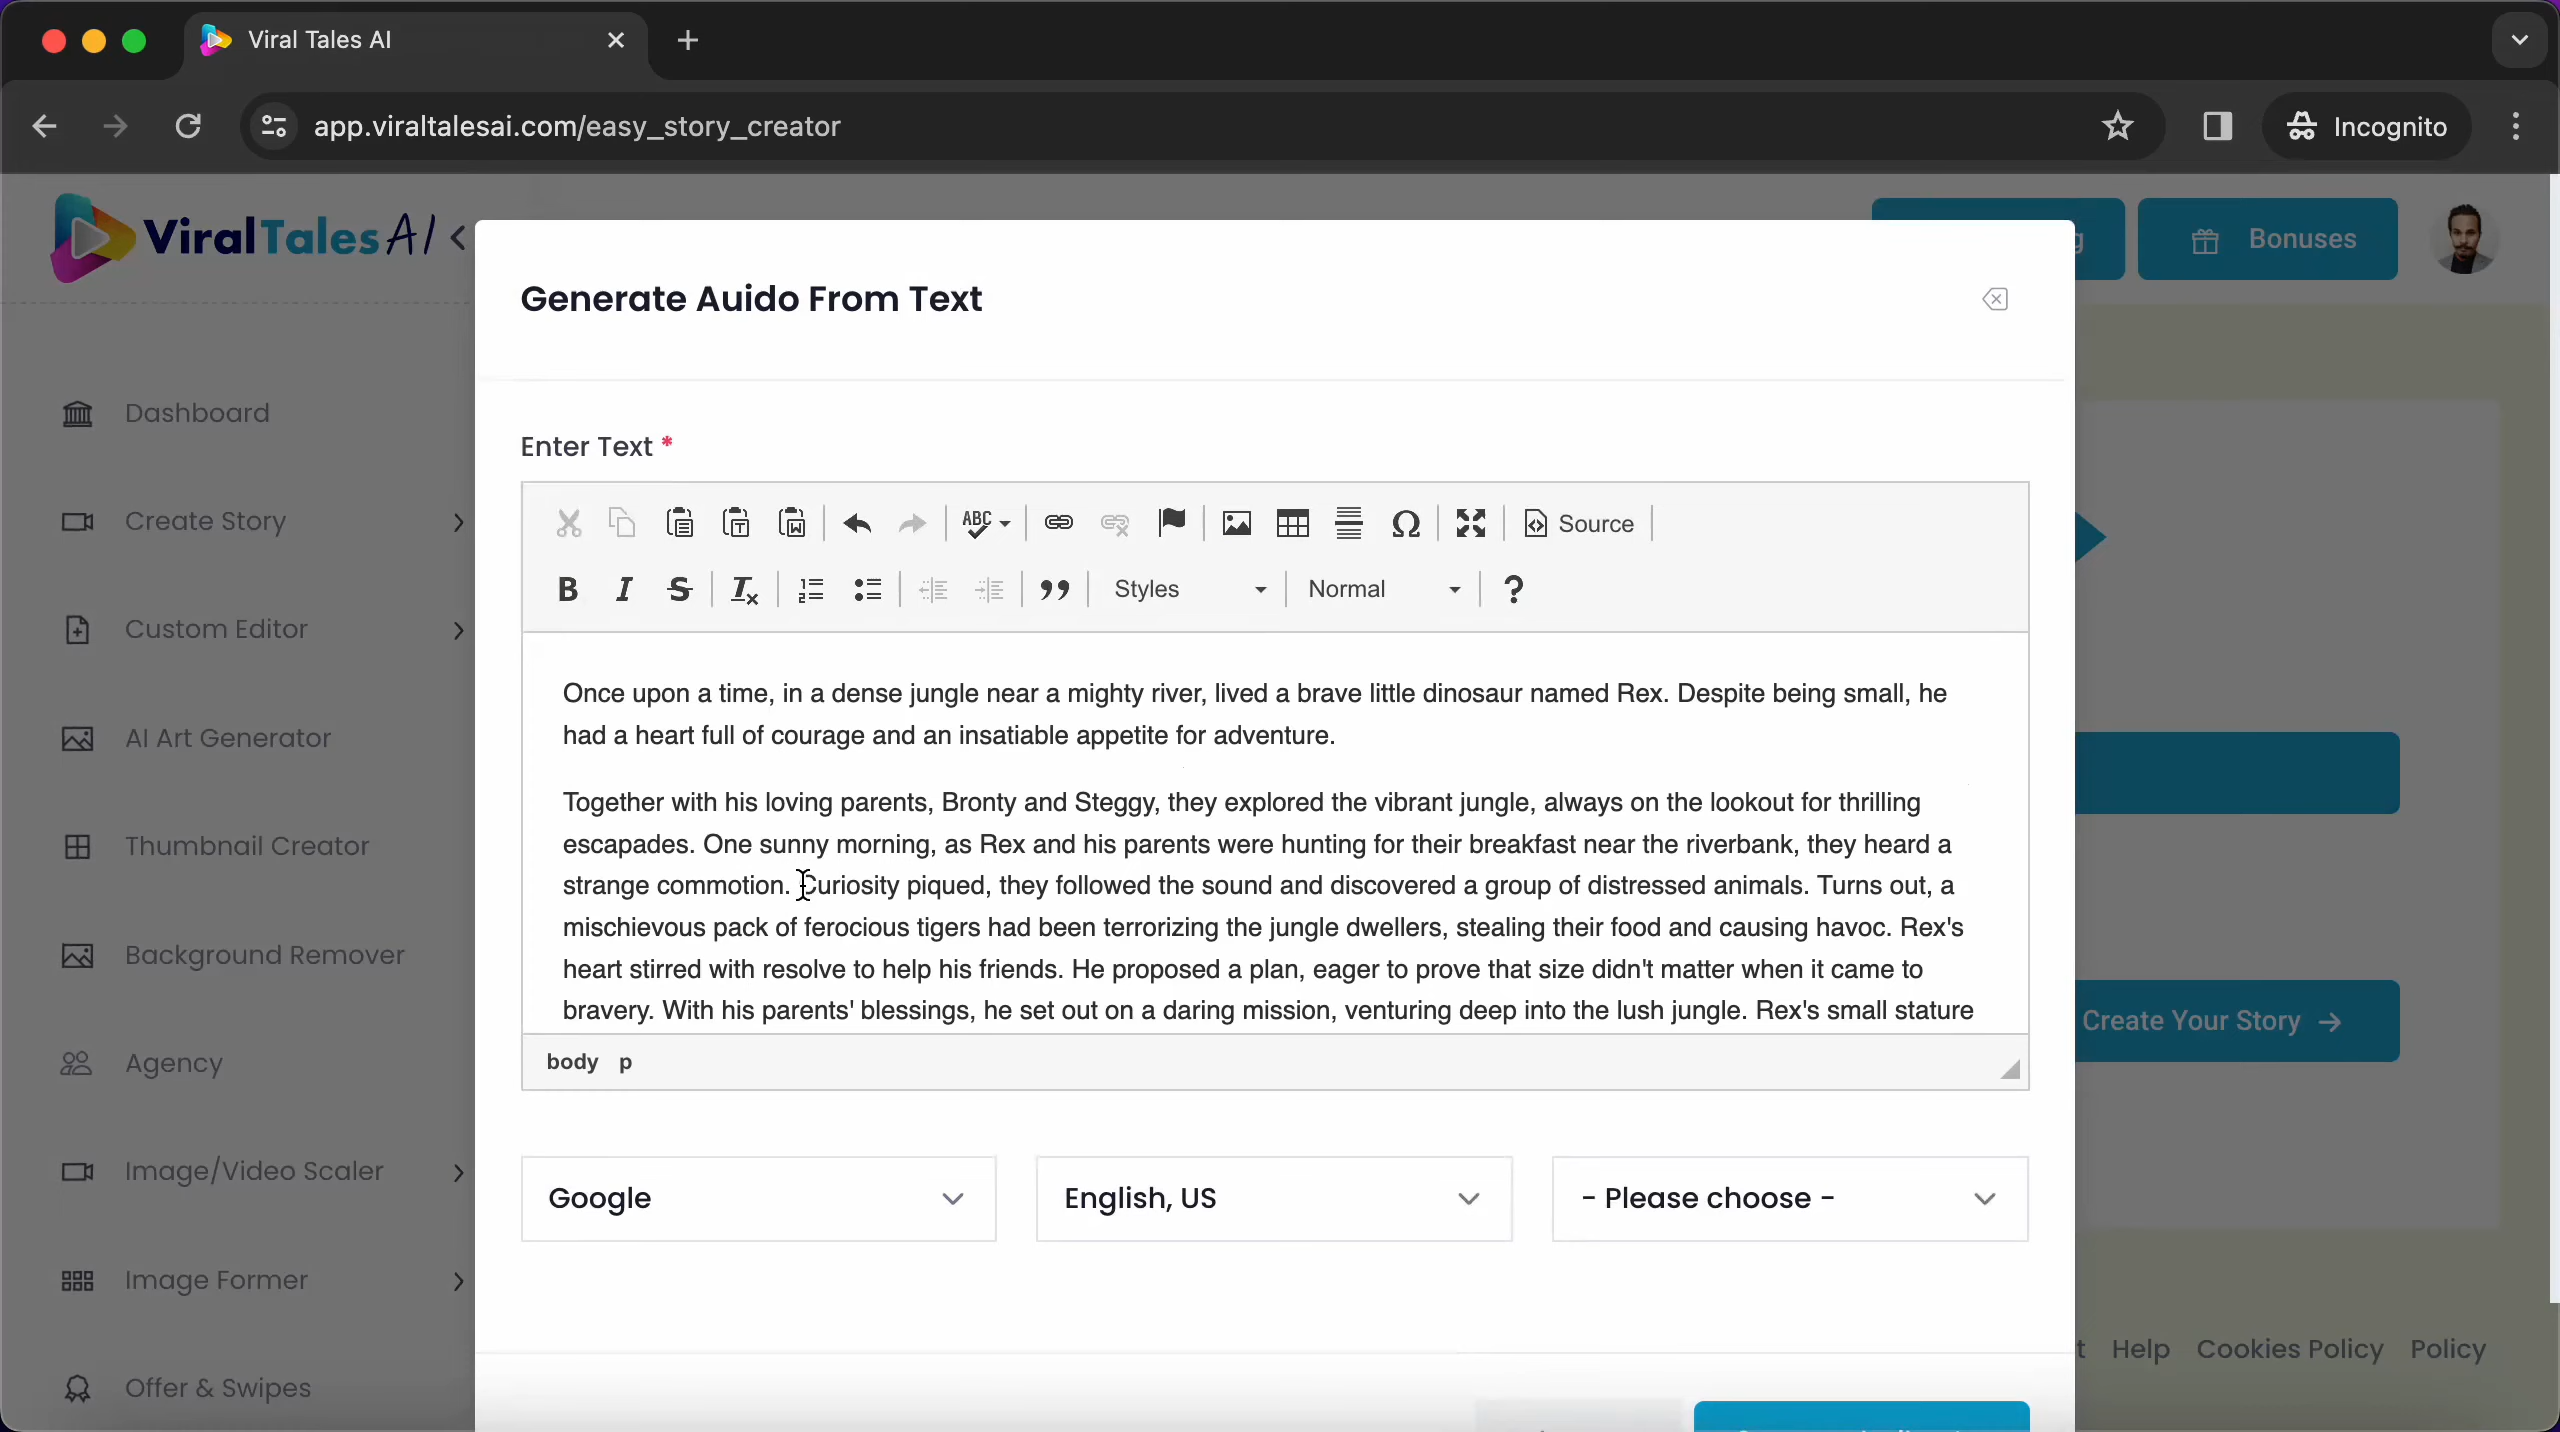 Viral Tales AI
app.viraltalesai.com/easy_story_creator
Incognito
ViralTales AI
Bonuses
Generate Auido From Text
Dashboard
Create Story
Custom Editor
AI Art Generator
Thumbnail Creator
Background Remover
Agency
Image/Video Scaler
Image Former
Offer & Swipes
Enter Text *
ABC
Source
B I S Tx
Styles
Normal
?
Once upon a time, in a dense jungle near a mighty river, lived a brave little dinosaur named Rex. Despite being small, he
had a heart full of courage and an insatiable appetite for adventure.
Together with his loving parents, Bronty and Steggy, they explored the vibrant jungle, always on the lookout for thrilling
escapades. One sunny morning, as Rex and his parents were hunting for their breakfast near the riverbank, they heard a
strange commotion. Curiosity piqued, they followed the sound and discovered a group of distressed animals. Turns out, a
mischievous pack of ferocious tigers had been terrorizing the jungle dwellers, stealing their food and causing havoc. Rex's
heart stirred with resolve to help his friends. He proposed a plan, eager to prove that size didn't matter when it came to
bravery. With his parents' blessings, he set out on a daring mission, venturing deep into the lush jungle. Rex's small stature
body p
Google
English, US
- Please choose -
Create Your Story
Help
Cookies Policy
Policy